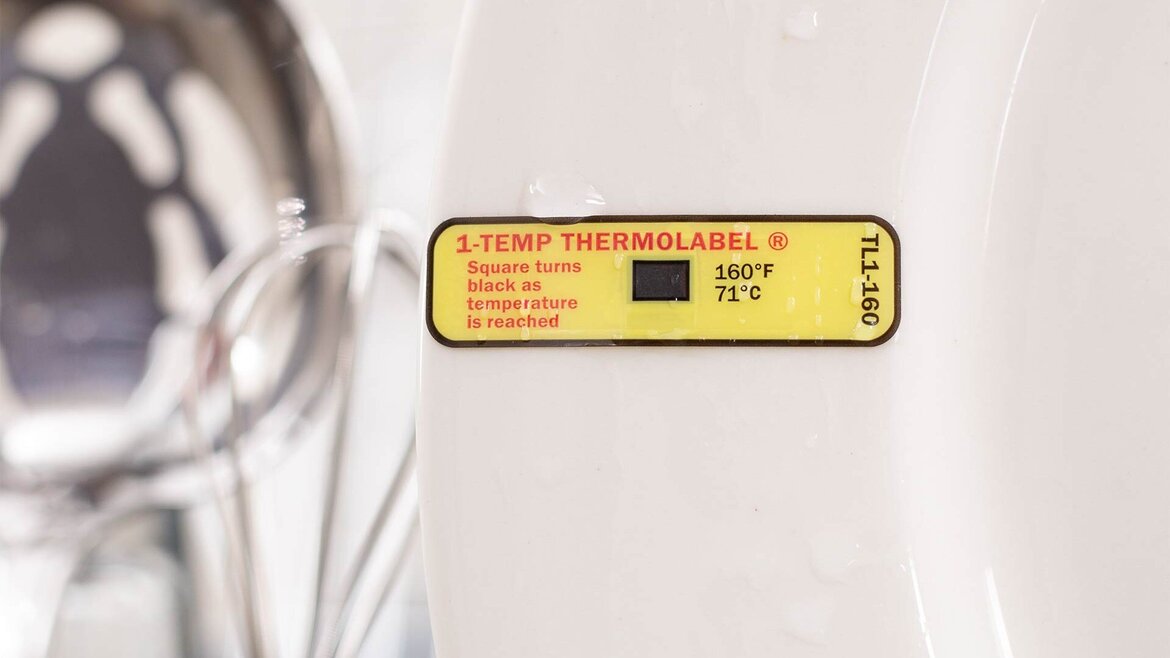 1-TEMP THERMOLABEL ®
Square turns
black as
temperature
is reached
160°F
71°C
TL1-160